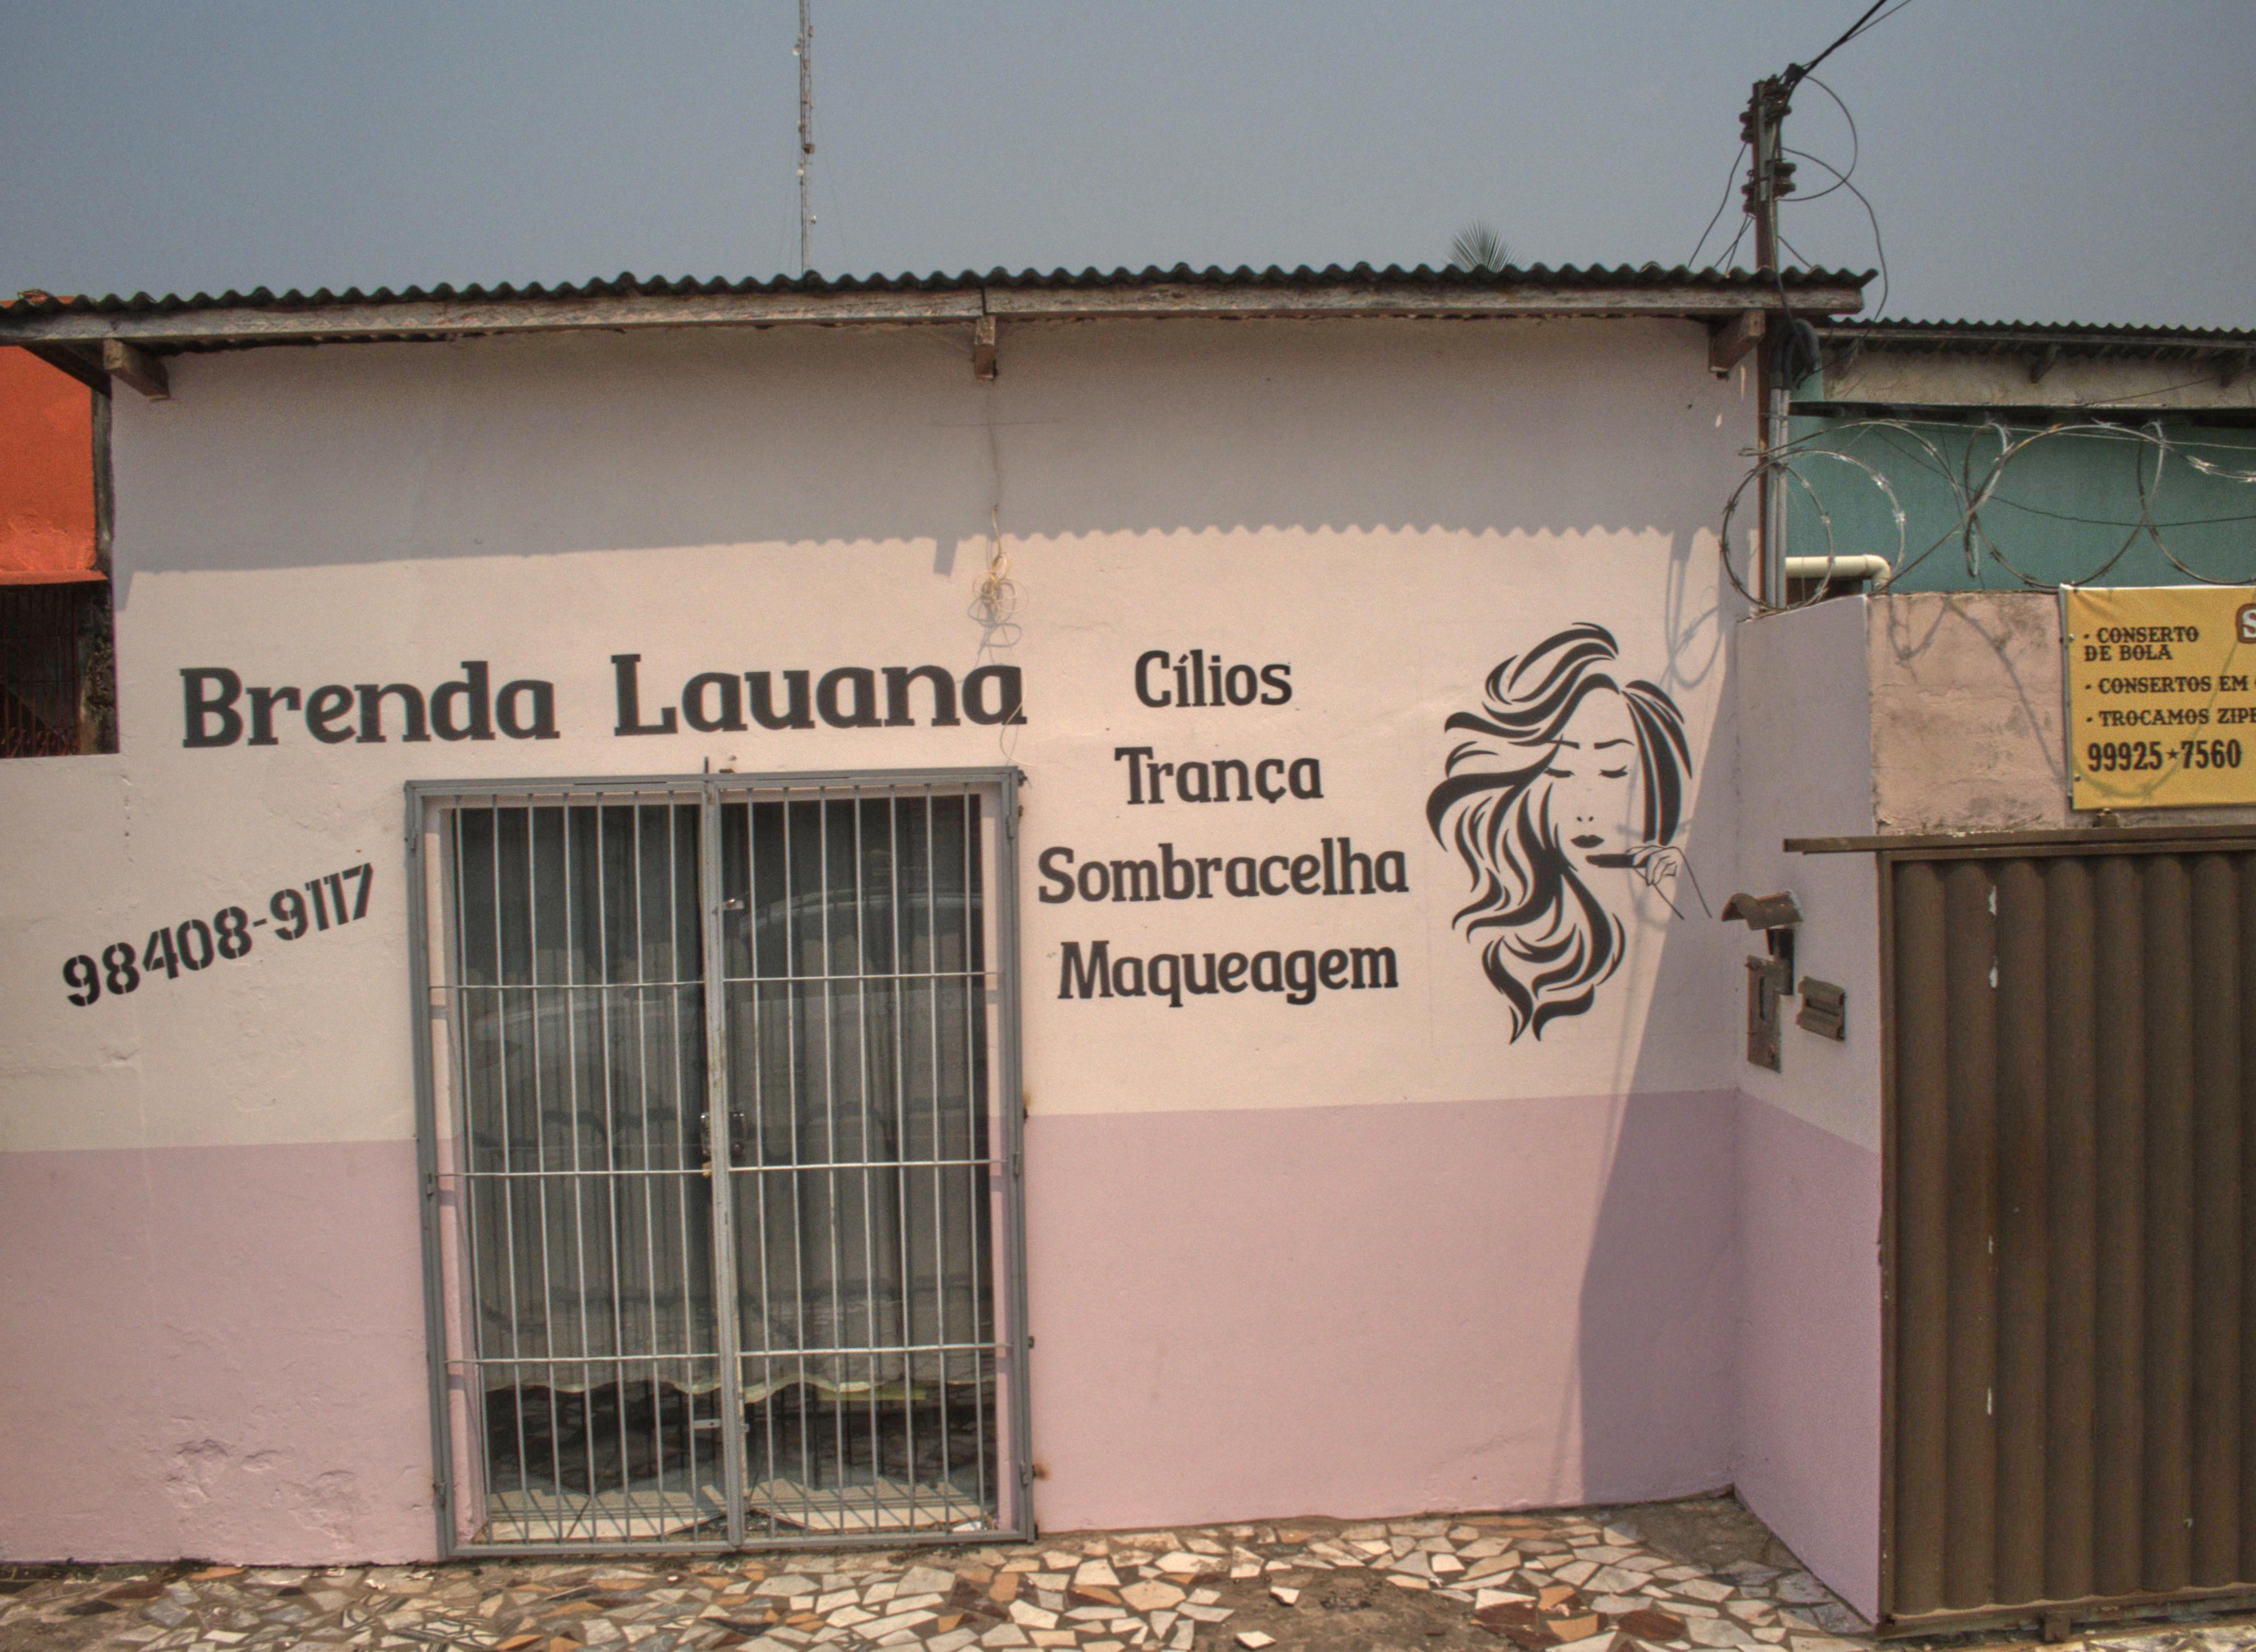 Brenda Lauana
98408-9117
Cílios
Trança
Sombracelha
Maqueagem
- CONSERTO
DE BOLA
- CONSERTOS EM
- TROCAMOS
99925*7560